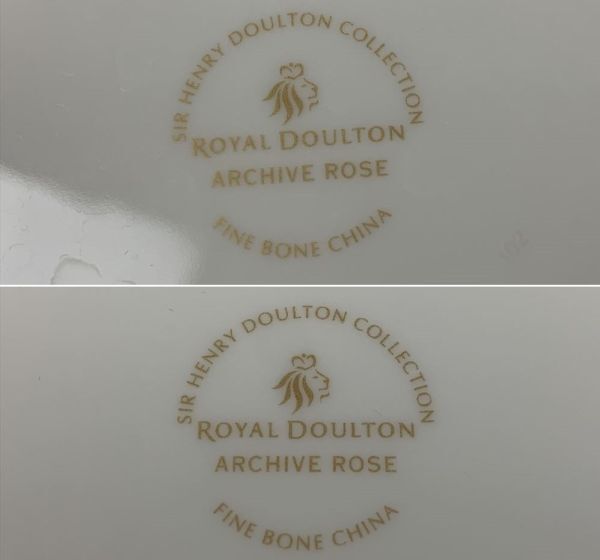 SIR HENRY DOULTON COLLECTION
ROYAL DOULTON
ARCHIVE ROSE
FINE BONE CHINA
SIR HENRY DOULTON COLLECTION
ROYAL DOULTON
ARCHIVE ROSE
FINE BONE CHINA